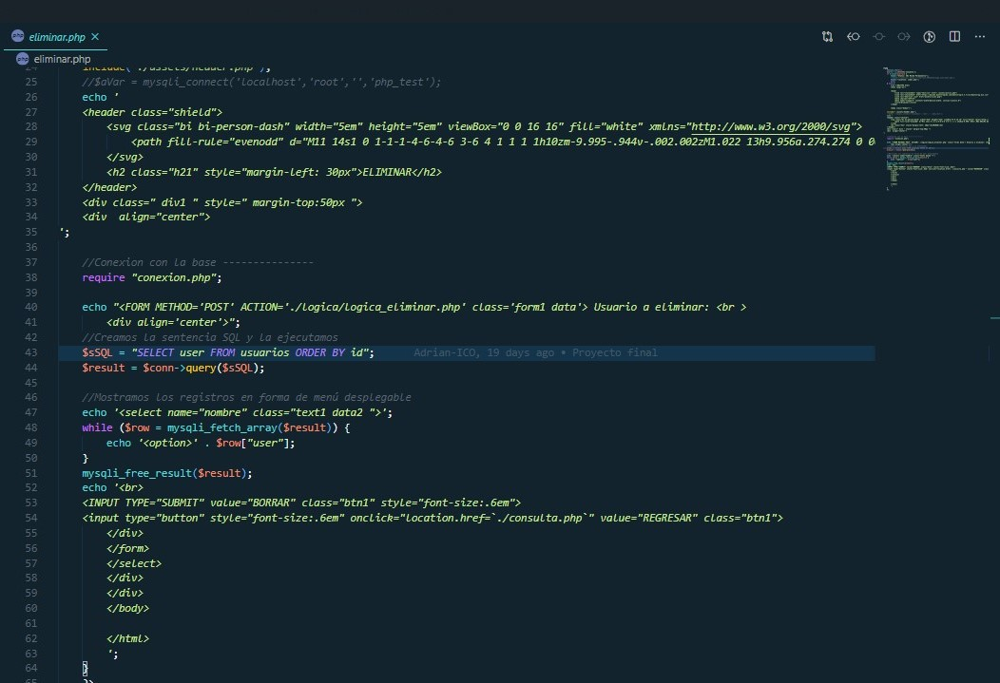 eliminar.php
eliminar.php
24 include('./assets/header.php');
25 //$aVar = mysqli_connect('localhost','root','','php_test');
26 echo '
27 <header class="shield">
28 <svg class="bi bi-person-dash" width="5em" height="5em" viewBox="0 0 16 16" fill="white" xmlns="http://www.w3.org/2000/svg">
29 <path fill-rule="evenodd" d="M11 14s1 0 1-1-1-4-6-4-6 3-6 4 1 1 1 1h10zm-9.995-.944v-.002.002zM1.022 13h9.956a.274.274 0 0
30 </svg>
31 <h2 class="h21" style="margin-left: 30px">ELIMINAR</h2>
32 </header>
33 <div class=" div1 " style=" margin-top:50px ">
34 <div  align="center">
35 ';
36
37 //Conexion con la base ---------------
38 require "conexion.php";
39
40 echo "<FORM METHOD='POST' ACTION='./logica/logica_eliminar.php' class='form1 data'> Usuario a eliminar: <br >
41 <div align='center'>";
42 //Creamos la sentencia SQL y la ejecutamos
43 $sSQL = "SELECT user FROM usuarios ORDER BY id"; Adrian-ICO, 19 days ago • Proyecto final
44 $result = $conn->query($sSQL);
45
46 //Mostramos los registros en forma de menú desplegable
47 echo '<select name="nombre" class="text1 data2 ">';
48 while ($row = mysqli_fetch_array($result)) {
49 echo '<option>' . $row["user"];
50 }
51 mysqli_free_result($result);
52 echo '<br>
53 <INPUT TYPE="SUBMIT" value="BORRAR" class="btn1" style="font-size:.6em">
54 <input type="button" style="font-size:.6em" onclick="location.href=`./consulta.php`" value="REGRESAR" class="btn1">
55 </div>
56 </form>
57 </select>
58 </div>
59 </div>
60 </body>
61
62 </html>
63 ';
64 }
65 ?>